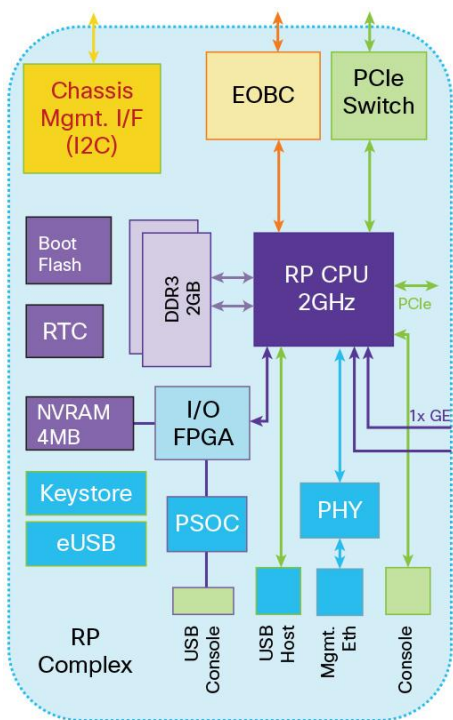 Chassis
Mgmt. I/F
(I2C)
EOBC
PCIe
Switch
Boot
Flash
DDR3
2GB
RP CPU
2GHz
PCIe
RTC
NVRAM
4MB
I/O
FPGA
1x GE
Keystore
eUSB
PSOC
PHY
RP
Complex
USB
Console
USB
Host
Mgmt.
Eth
Console